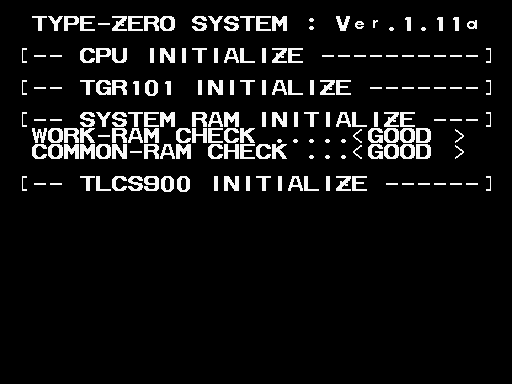 TYPE-ZERO SYSTEM : Ver.1.11a
[-- CPU INITIALIZE ----------]
[-- TGR101 INITIALIZE -------]
[-- SYSTEM RAM INITIALIZE ---]
WORK-RAM CHECK .....<GOOD >
COMMON-RAM CHECK ...<GOOD >
[-- TLCS900 INITIALIZE ------]